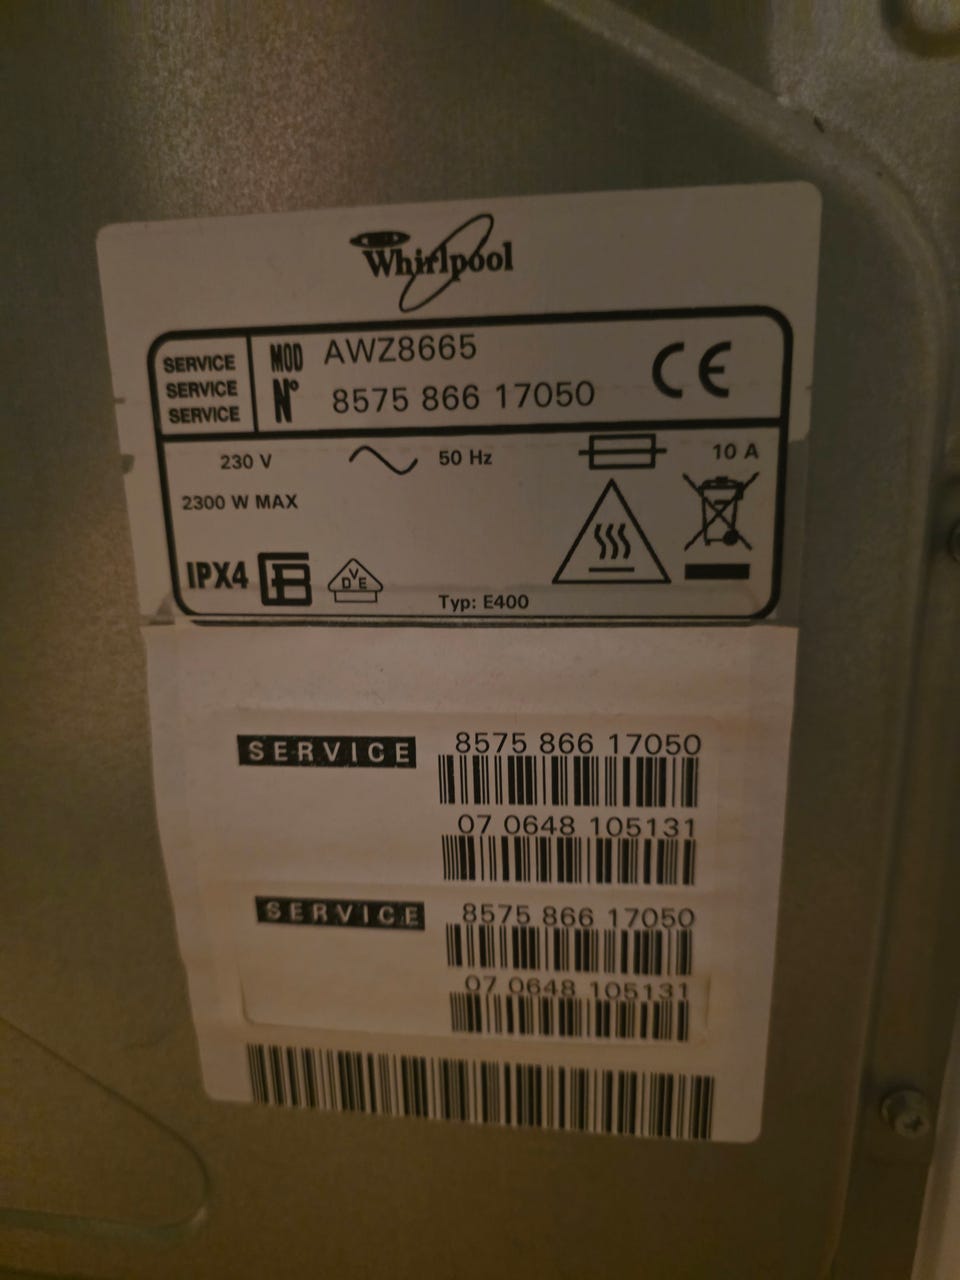 Whirlpool
SERVICE MOD AWZ8665
SERVICE N° 8575 866 17050
SERVICE
CE
230 V 50 Hz 10 A
2300 W MAX
IPX4 VDE
Typ: E400
SERVICE 8575 866 17050
07 0648 105131
SERVICE 8575 866 17050
07 0648 105131